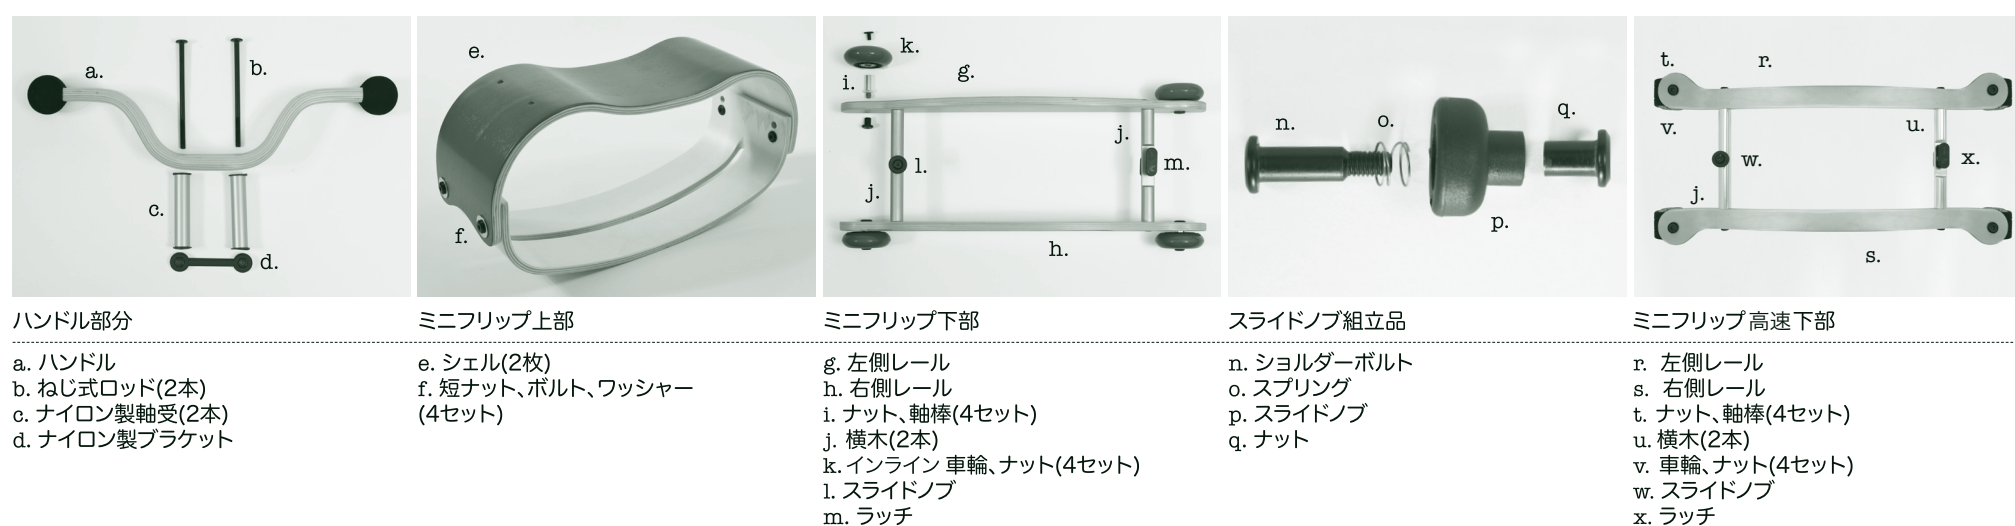 a.
b.
c.
d.
e.
f.
k.
g.
i.
j.
l.
m.
j.
h.
n.
o.
q.
p.
t.
r.
v.
u.
w.
x.
j.
s.
ハンドル部分
a. ハンドル
b. ねじ式ロッド(2本)
c. ナイロン製軸受(2本)
d. ナイロン製ブラケット
ミニフリップ上部
e. シェル(2枚)
f. 短ナット、ボルト、ワッシャー
(4セット)
ミニフリップ下部
g. 左側レール
h. 右側レール
i. ナット、軸棒(4セット)
j. 横木(2本)
k. インライン 車輪、ナット(4セット)
l. スライドノブ
m. ラッチ
スライドノブ組立品
n. ショルダーボルト
o. スプリング
p. スライドノブ
q. ナット
ミニフリップ 高速下部
r. 左側レール
s. 右側レール
t. ナット、軸棒(4セット)
u. 横木(2本)
v. 車輪、ナット(4セット)
w. スライドノブ
x. ラッチ